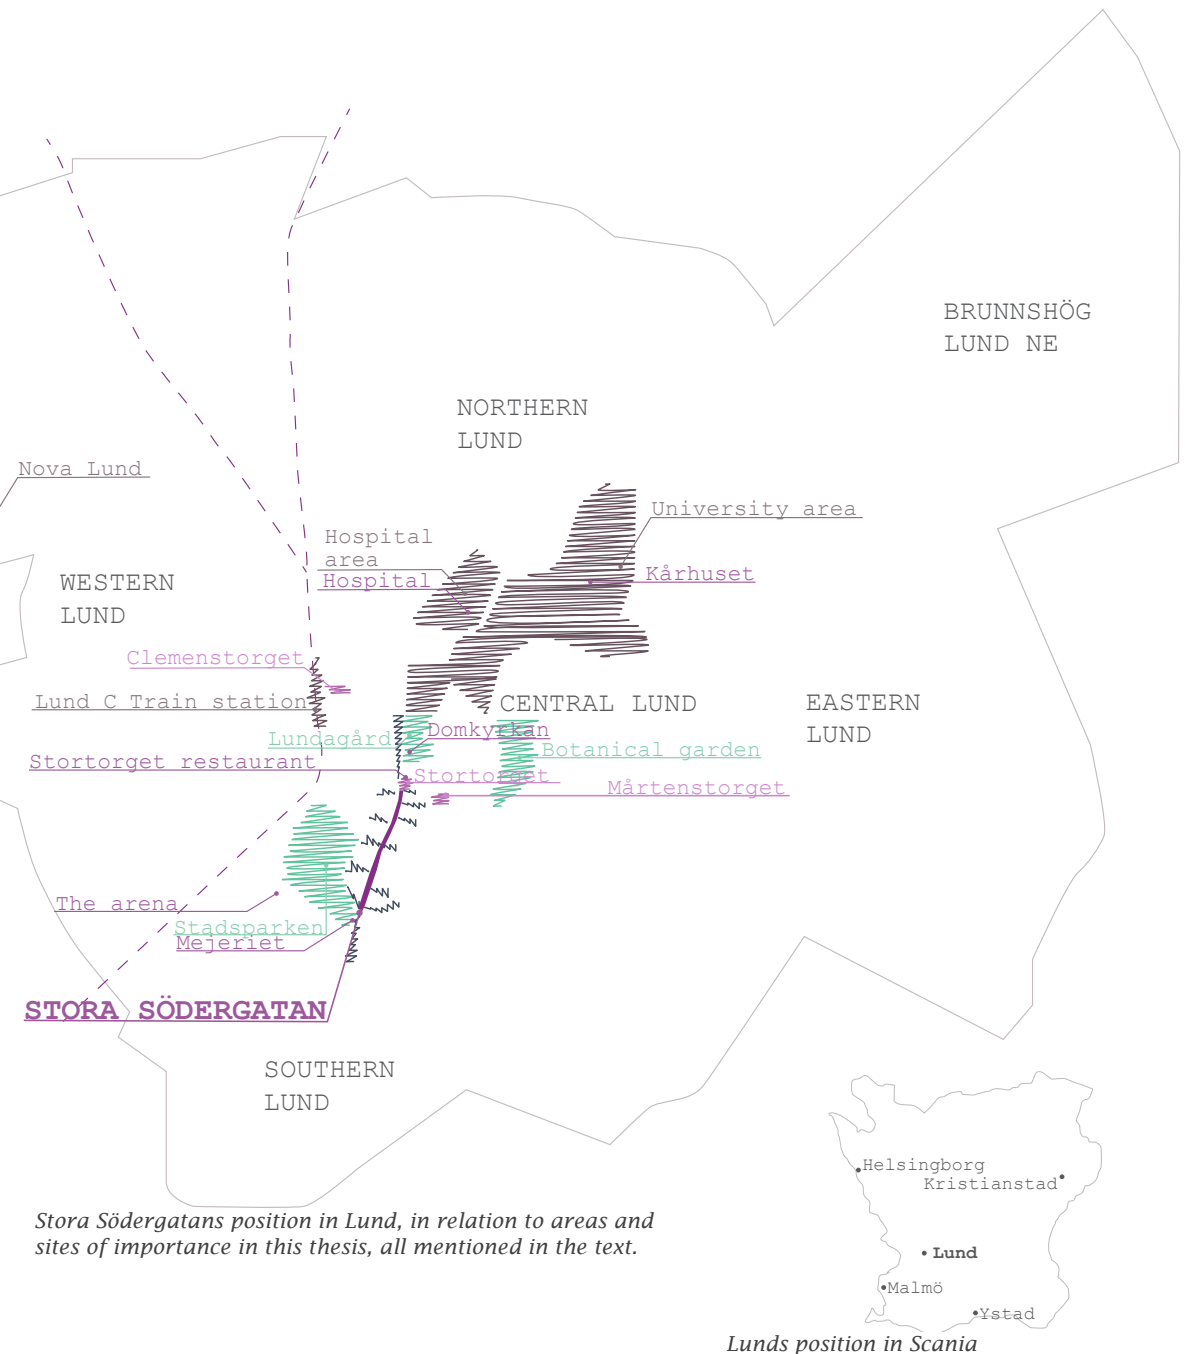 BRUNNSHÖG
LUND NE
NORTHERN
LUND
Nova Lund
University area
Hospital
area
Hospital
Kårhuset
WESTERN
LUND
Clemenstorget
Lund C Train station
CENTRAL LUND
EASTERN
LUND
Lundagård
Domkyrkan
Botanical garden
Stortorget restaurant
Stortorget
Mårtenstorget
The arena
Stadsparken
Mejeriet
STORA SÖDERGATAN
SOUTHERN
LUND
Helsingborg
Kristianstad
Lund
Malmö
Ystad
Stora Södergatans position in Lund, in relation to areas and
sites of importance in this thesis, all mentioned in the text.
Lunds position in Scania